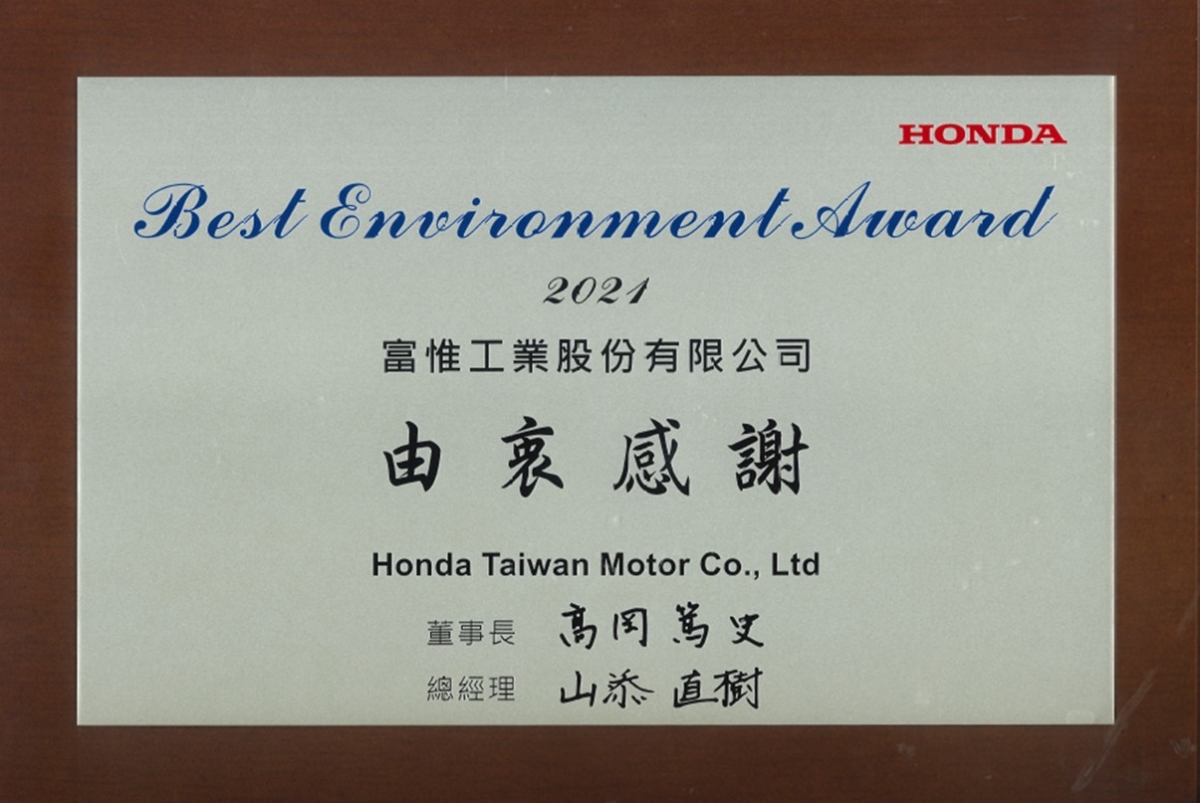 HONDA
Best Environment Award
2021
富惟工業股份有限公司
由衷感謝
Honda Taiwan Motor Co., Ltd
董事長 高岡篤史
總經理 山添直樹